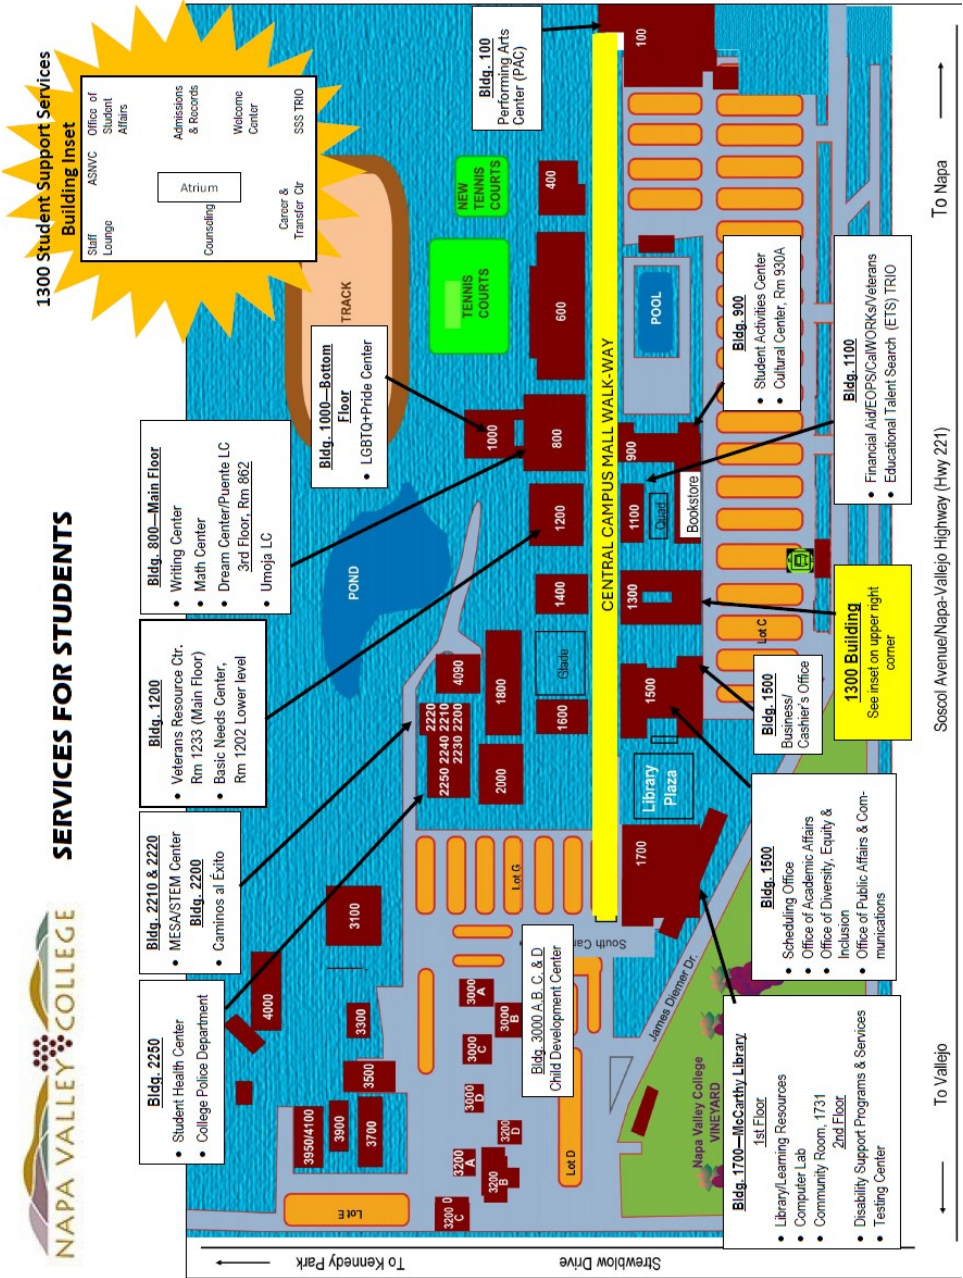 NAPA VALLEY COLLEGE
SERVICES FOR STUDENTS
1300 Student Support Services
Building Inset
Staff
Lounge
ASNVC
Office of
Student
Affairs
Atrium
Counseling
Admissions
& Records
Welcome
Center
Career &
Transfer Ctr
SSS TRIO
Bldg. 2250
• Student Health Center
• College Police Department
Bldg. 2210 & 2220
• MESA/STEM Center
Bldg. 2200
• Caminos al Éxito
Bldg. 1200
• Veterans Resource Ctr.
Rm 1233 (Main Floor)
• Basic Needs Center,
Rm 1202 Lower level
Bldg. 800—Main Floor
• Writing Center
• Math Center
• Dream Center/Puente LC
3rd Floor, Rm 862
• Umoja LC
Bldg. 1000—Bottom
Floor
• LGBTQ+Pride Center
Bldg. 100
Performing Arts
Center (PAC)
TRACK
TENNIS
COURTS
NEW
TENNIS
COURTS
POND
4000
3100
3300
3500
3950/4100
3900
3700
Lot E
3200
A
3200
B
3200
C
3200
D
3000
A
3000
B
3000
C
3000
D
Lot G
2220
2250 2240 2210
2230 2200
4090
2000
1800
1600
Glade
1400
1200
1000
800
600
400
100
CENTRAL CAMPUS MALL WALK-WAY
1700
Library
Plaza
1500
1300
1100
Quad
900
Bookstore
POOL
South Cam
Bldg. 3000 A,B, C, & D
Child Development Center
Lot D
Lot C
James Diemer Dr.
Napa Valley College
VINEYARD
Bldg. 1700—McCarthy Library
1st Floor
• Library/Learning Resources
• Computer Lab
• Community Room, 1731
2nd Floor
• Disability Support Programs & Services
• Testing Center
Bldg. 1500
• Scheduling Office
• Office of Academic Affairs
• Office of Diversity, Equity &
Inclusion
• Office of Public Affairs & Com-
munications
Bldg. 1500
Business/
Cashier's Office
1300 Building
See inset on upper right
corner
Bldg. 900
• Student Activities Center
• Cultural Center, Rm 930A
Bldg. 1100
• Financial Aid/EOPS/CalWORKs/Veterans
• Educational Talent Search (ETS) TRIO
To Kennedy Park
Streblow Drive
To Vallejo
Soscol Avenue/Napa-Vallejo Highway (Hwy 221)
To Napa